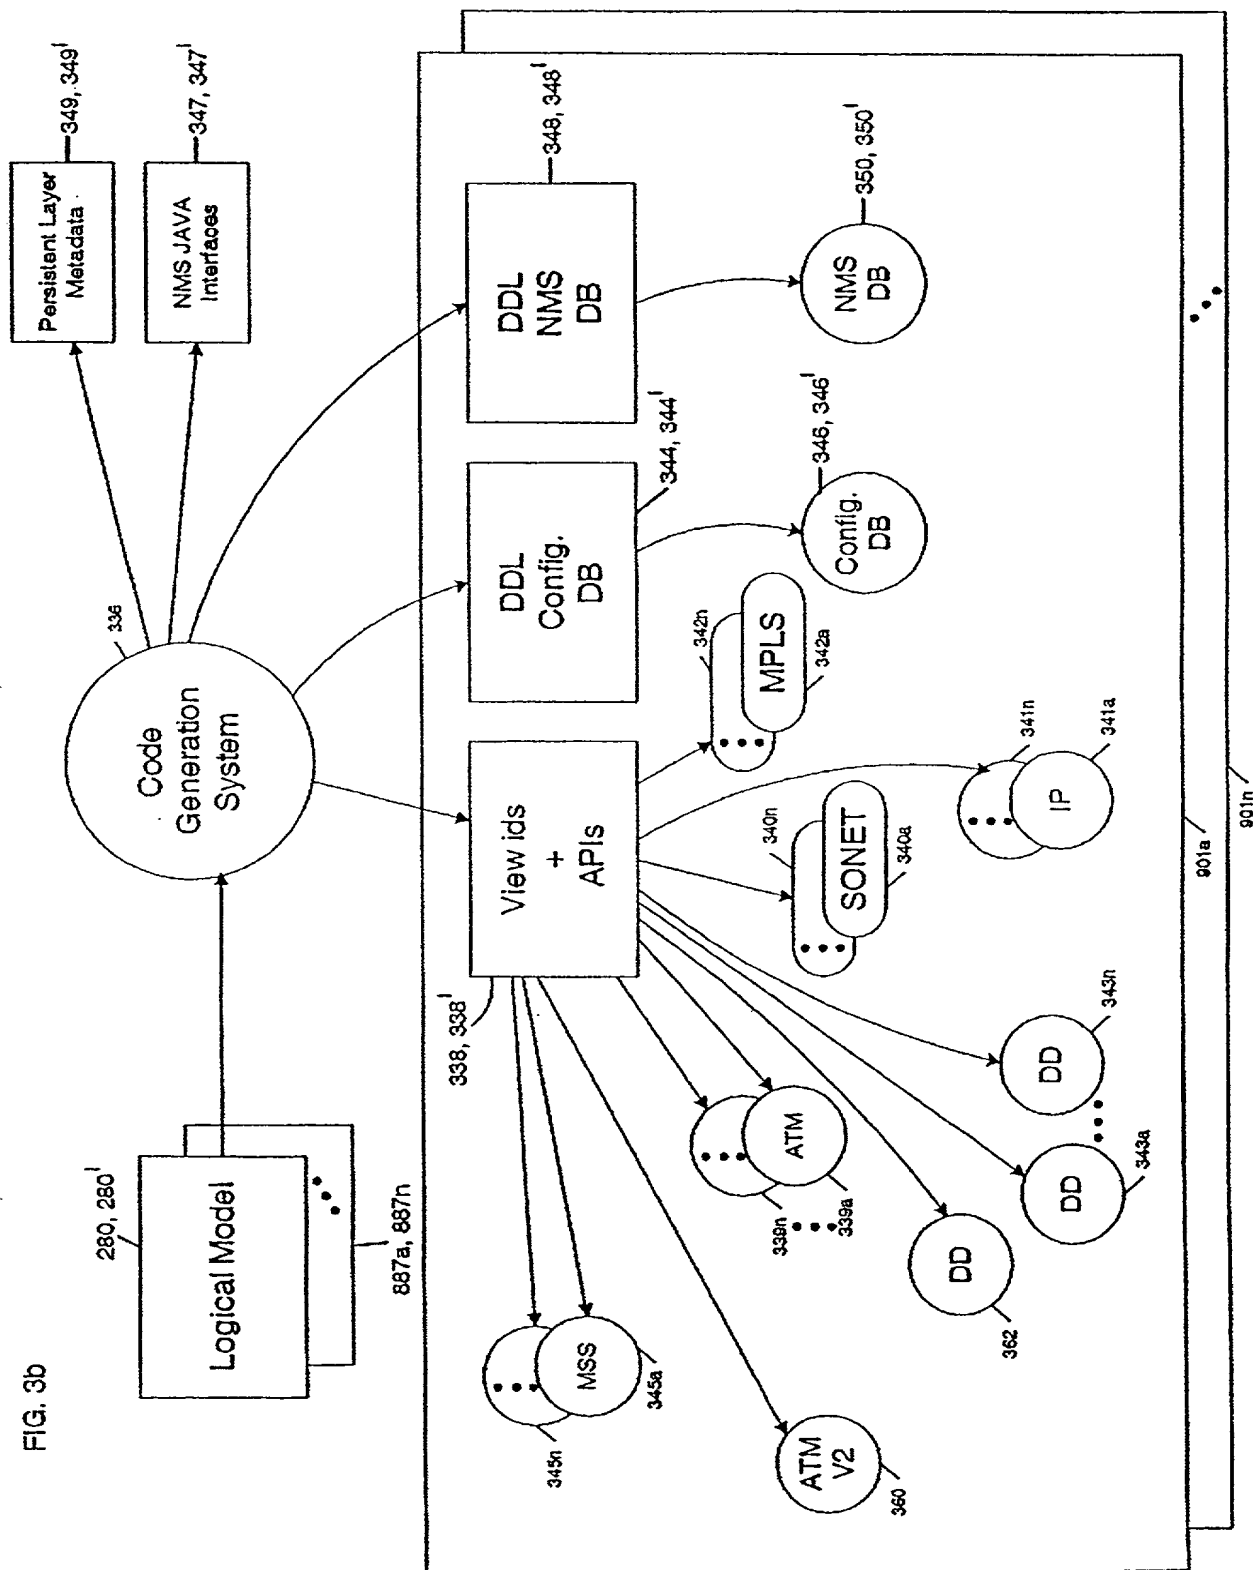 FIG. 3b
280, 280'
Logical Model
887a, 887n
Code
Generation
System
336
Persistent Layer
Metadata
349, 349'
NMS JAVA
Interfaces
347, 347'
338, 338'
View ids
+
APIs
DDL
Config.
DB
344, 344'
DDL
NMS
DB
348, 348'
345n
MSS
345a
ATM
V2
360
339n
ATM
339a
DD
362
DD
343a
DD
343n
340n
SONET
340a
342n
MPLS
342a
341n
IP
341a
Config.
DB
346, 346'
NMS
DB
350, 350'
901a
901n